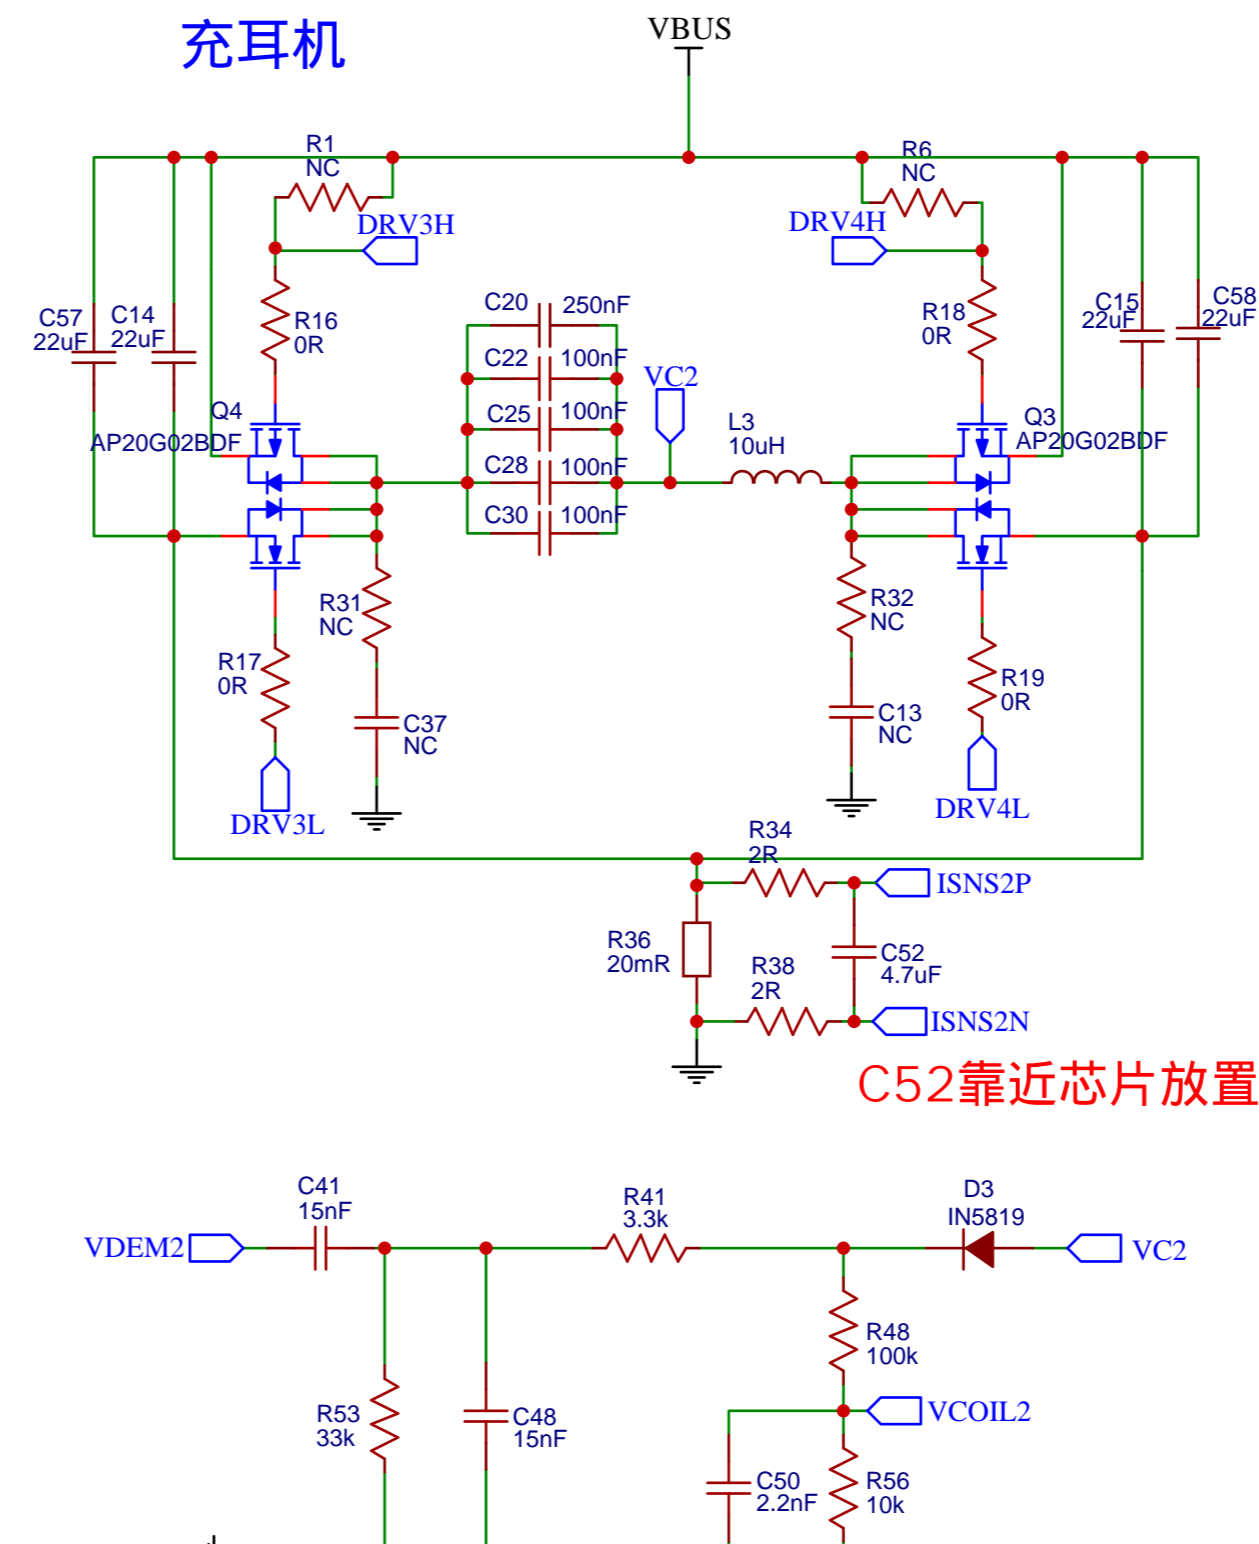 充耳机
VBUS
R1
NC
R6
NC
DRV3H
DRV4H
C57
22uF
C14
22uF
R16
0R
C20
250nF
C22
100nF
C25
100nF
C28
100nF
C30
100nF
VC2
L3
10uH
R18
0R
C15
22uF
C58
22uF
Q4
AP20G02BDF
Q3
AP20G02BDF
R31
NC
R32
NC
R17
0R
R19
0R
C37
NC
C13
NC
DRV3L
DRV4L
R34
2R
ISNS2P
R36
20mR
C52
4.7uF
R38
2R
ISNS2N
C52靠近芯片放置
C41
15nF
R41
3.3k
D3
IN5819
VDEM2
VC2
R48
100k
R53
33k
C48
15nF
VCOIL2
C50
2.2nF
R56
10k